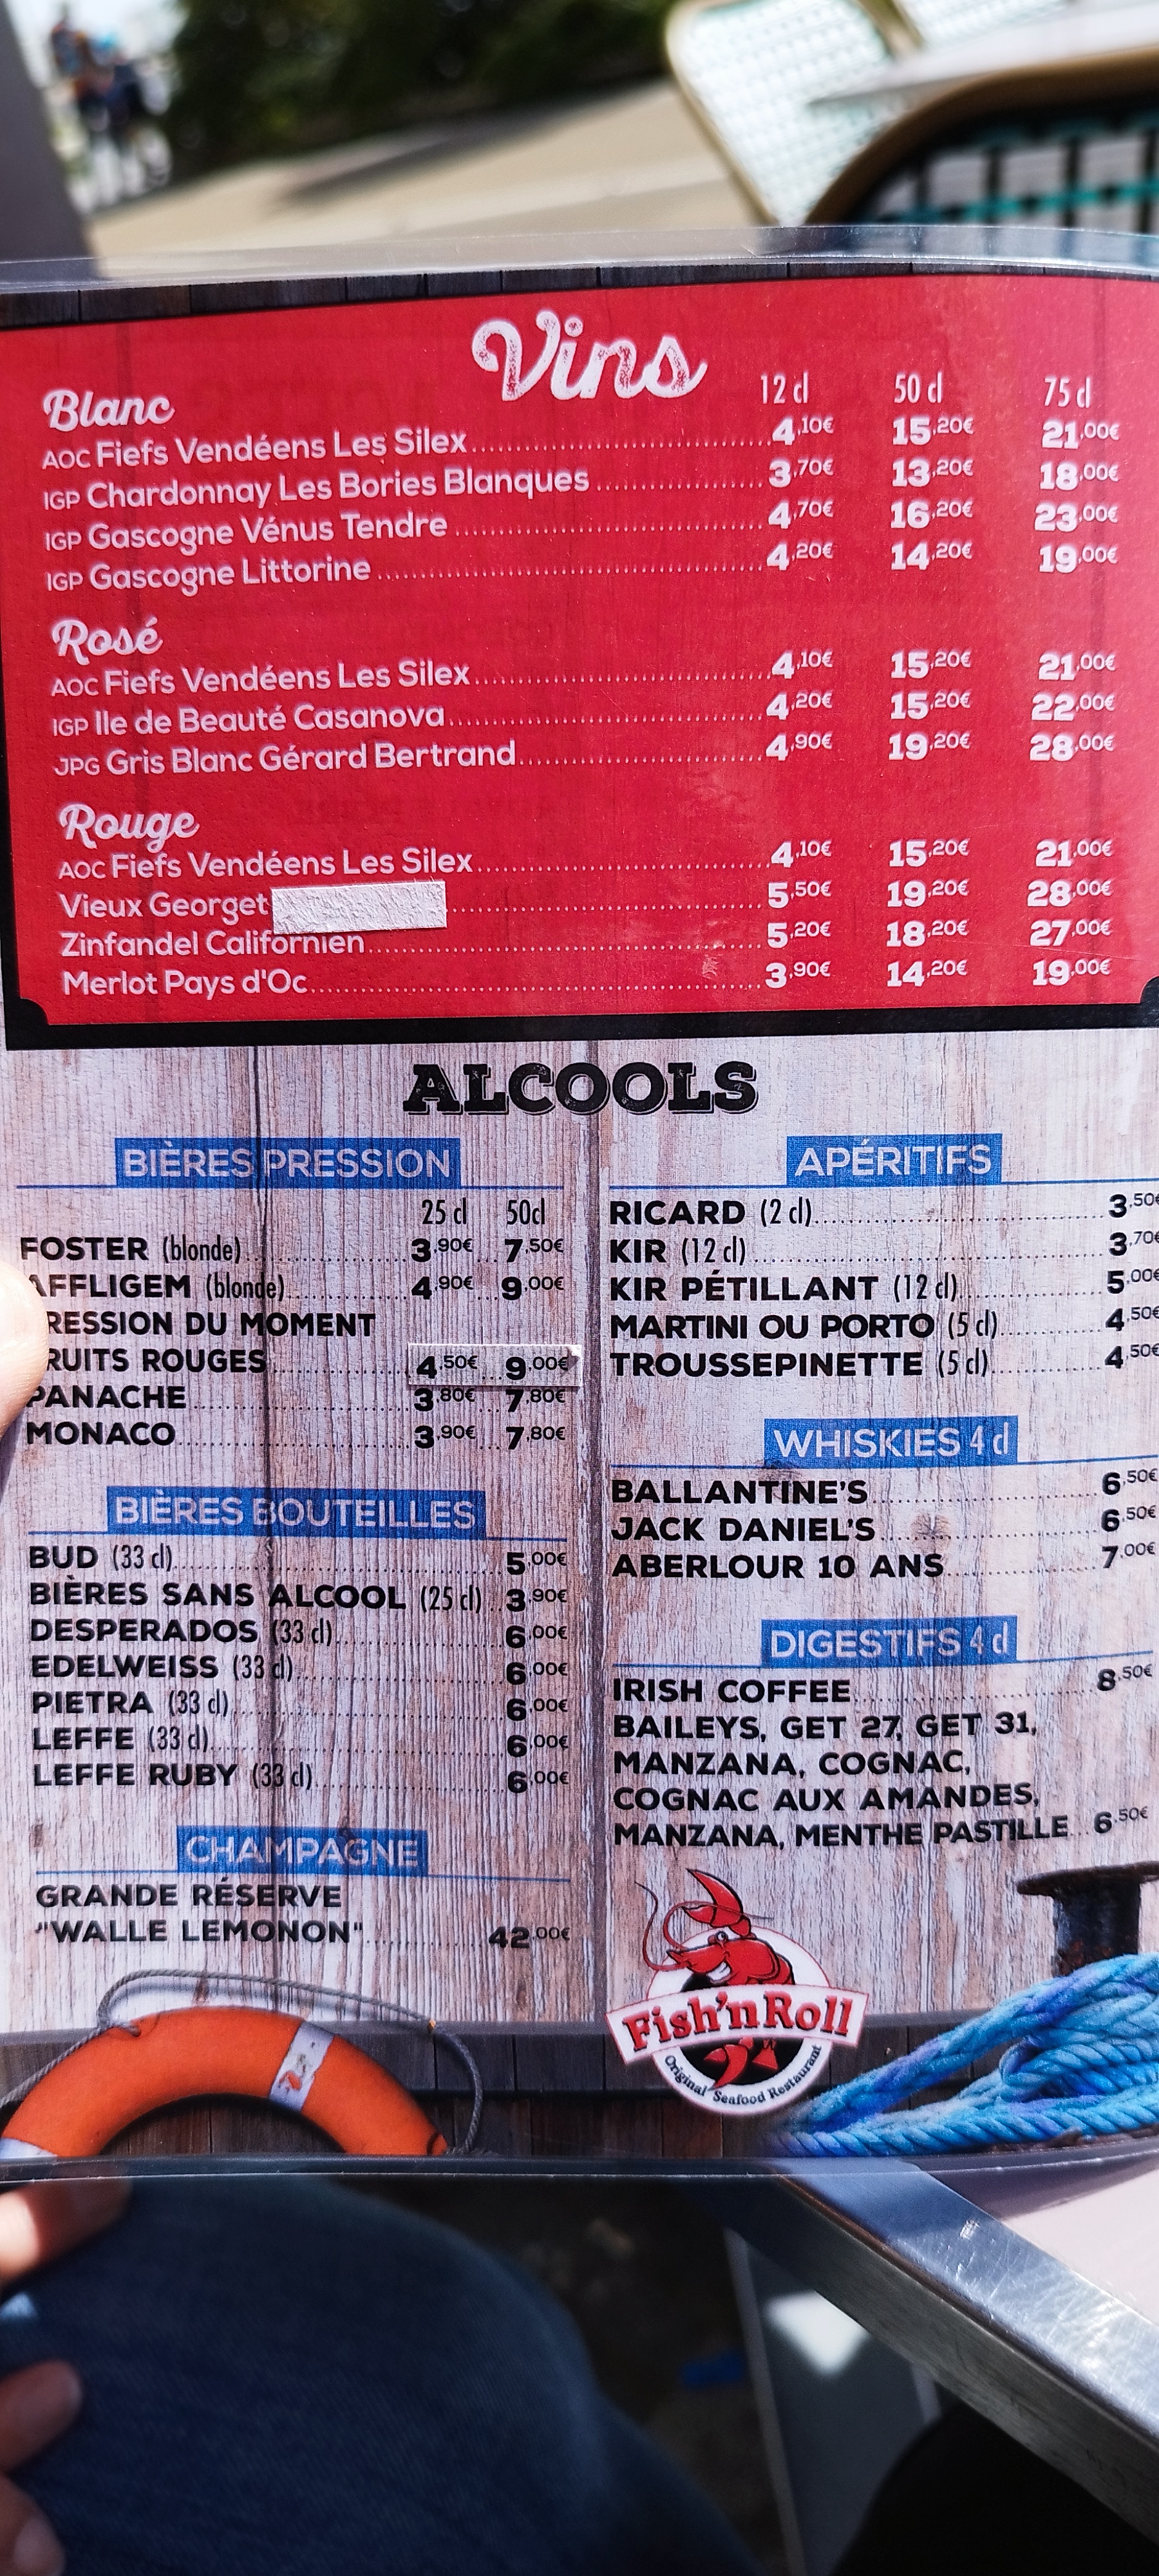 Vins
12 cl 50 cl 75 cl
Blanc
AOC Fiefs Vendéens Les Silex 4,10€ 15,20€ 21,00€
IGP Chardonnay Les Bories Blanques 3,70€ 13,20€ 18,00€
IGP Gascogne Vénus Tendre 4,70€ 16,20€ 23,00€
IGP Gascogne Littorine 4,20€ 14,20€ 19,00€
Rosé
AOC Fiefs Vendéens Les Silex 4,10€ 15,20€ 21,00€
IGP Ile de Beauté Casanova 4,20€ 15,20€ 22,00€
JPG Gris Blanc Gérard Bertrand 4,90€ 19,20€ 28,00€
Rouge
AOC Fiefs Vendéens Les Silex 4,10€ 15,20€ 21,00€
Vieux Georget 5,50€ 19,20€ 28,00€
Zinfandel Californien 5,20€ 18,20€ 27,00€
Merlot Pays d'Oc 3,90€ 14,20€ 19,00€
ALCOOLS
BIÈRES PRESSION
25 cl 50cl
FOSTER (blonde) 3,90€ 7,50€
AFFLIGEM (blonde) 4,90€ 9,00€
RESSION DU MOMENT
RUITS ROUGES 4,50€ 9,00€
PANACHE 3,80€ 7,80€
MONACO 3,90€ 7,80€
BIÈRES BOUTEILLES
BUD (33 cl) 5,00€
BIÈRES SANS ALCOOL (25 cl) 3,90€
DESPERADOS (33 cl) 6,00€
EDELWEISS (33 cl) 6,00€
PIETRA (33 cl) 6,00€
LEFFE (33 cl) 6,00€
LEFFE RUBY (33 cl) 6,00€
CHAMPAGNE
GRANDE RÉSERVE
"WALLE LEMONON" 42,00€
APÉRITIFS
RICARD (2 cl) 3,50€
KIR (12 cl) 3,70€
KIR PÉTILLANT (12 cl) 5,00€
MARTINI OU PORTO (5 cl) 4,50€
TROUSSEPINETTE (5 cl) 4,50€
WHISKIES 4 cl
BALLANTINE'S 6,50€
JACK DANIEL'S 6,50€
ABERLOUR 10 ANS 7,00€
DIGESTIFS 4 cl
IRISH COFFEE 8,50€
BAILEYS, GET 27, GET 31,
MANZANA, COGNAC,
COGNAC AUX AMANDES,
MANZANA, MENTHE PASTILLE 6,50€
Fish'n Roll
Original Seafood Restaurant